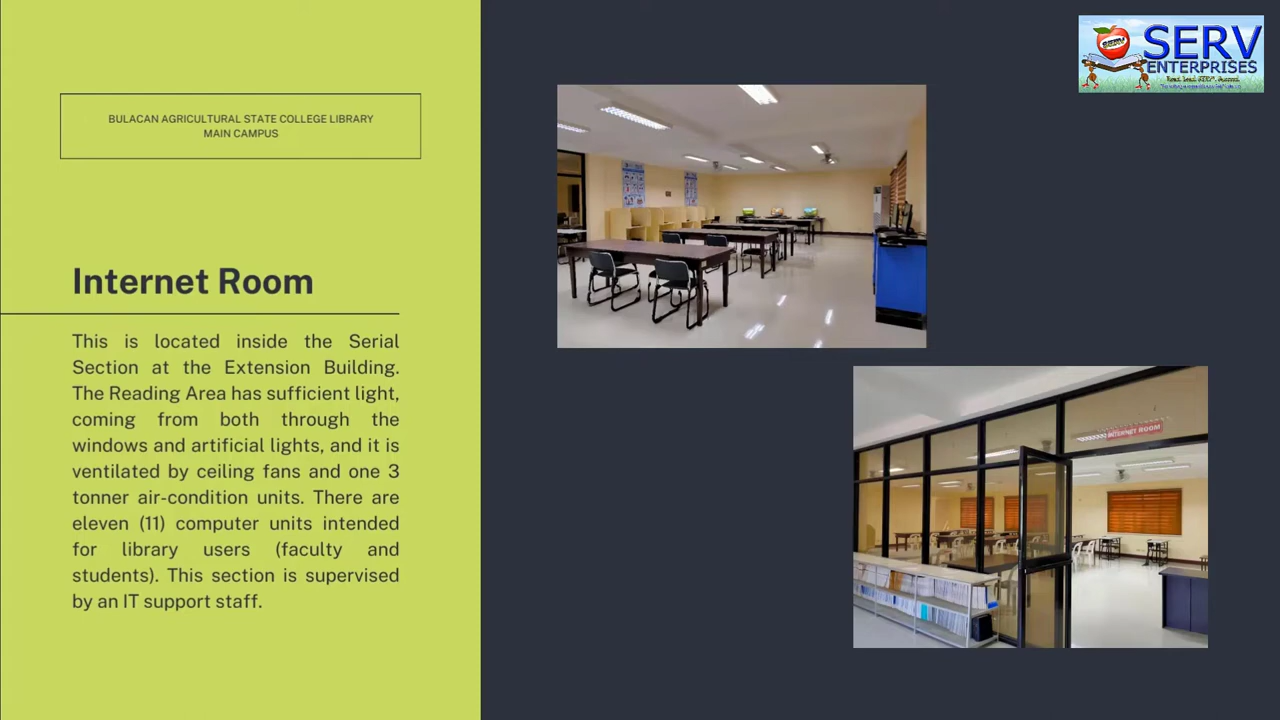 BULACAN AGRICULTURAL STATE COLLEGE LIBRARY
MAIN CAMPUS
Internet Room
This is located inside the Serial
Section at the Extension Building.
The Reading Area has sufficient light,
coming from both through the
windows and artificial lights, and it is
ventilated by ceiling fans and one 3
tonner air-condition units. There are
eleven (11) computer units intended
for library users (faculty and
students). This section is supervised
by an IT support staff.
SERV
ENTERPRISES
INTERNET ROOM